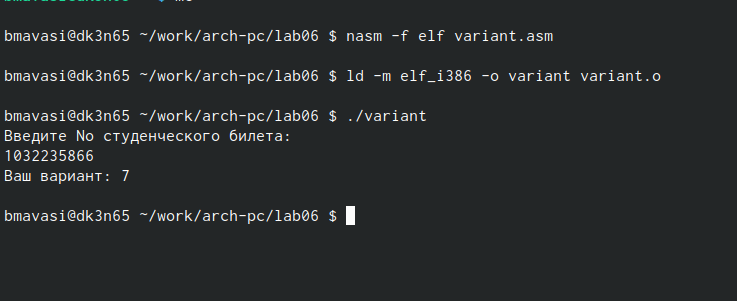 bmavasi@dk3n65 ~/work/arch-pc/lab06 $ nasm -f elf variant.asm
bmavasi@dk3n65 ~/work/arch-pc/lab06 $ ld -m elf_i386 -o variant variant.o
bmavasi@dk3n65 ~/work/arch-pc/lab06 $ ./variant
Введите No студенческого билета:
1032235866
Ваш вариант: 7
bmavasi@dk3n65 ~/work/arch-pc/lab06 $